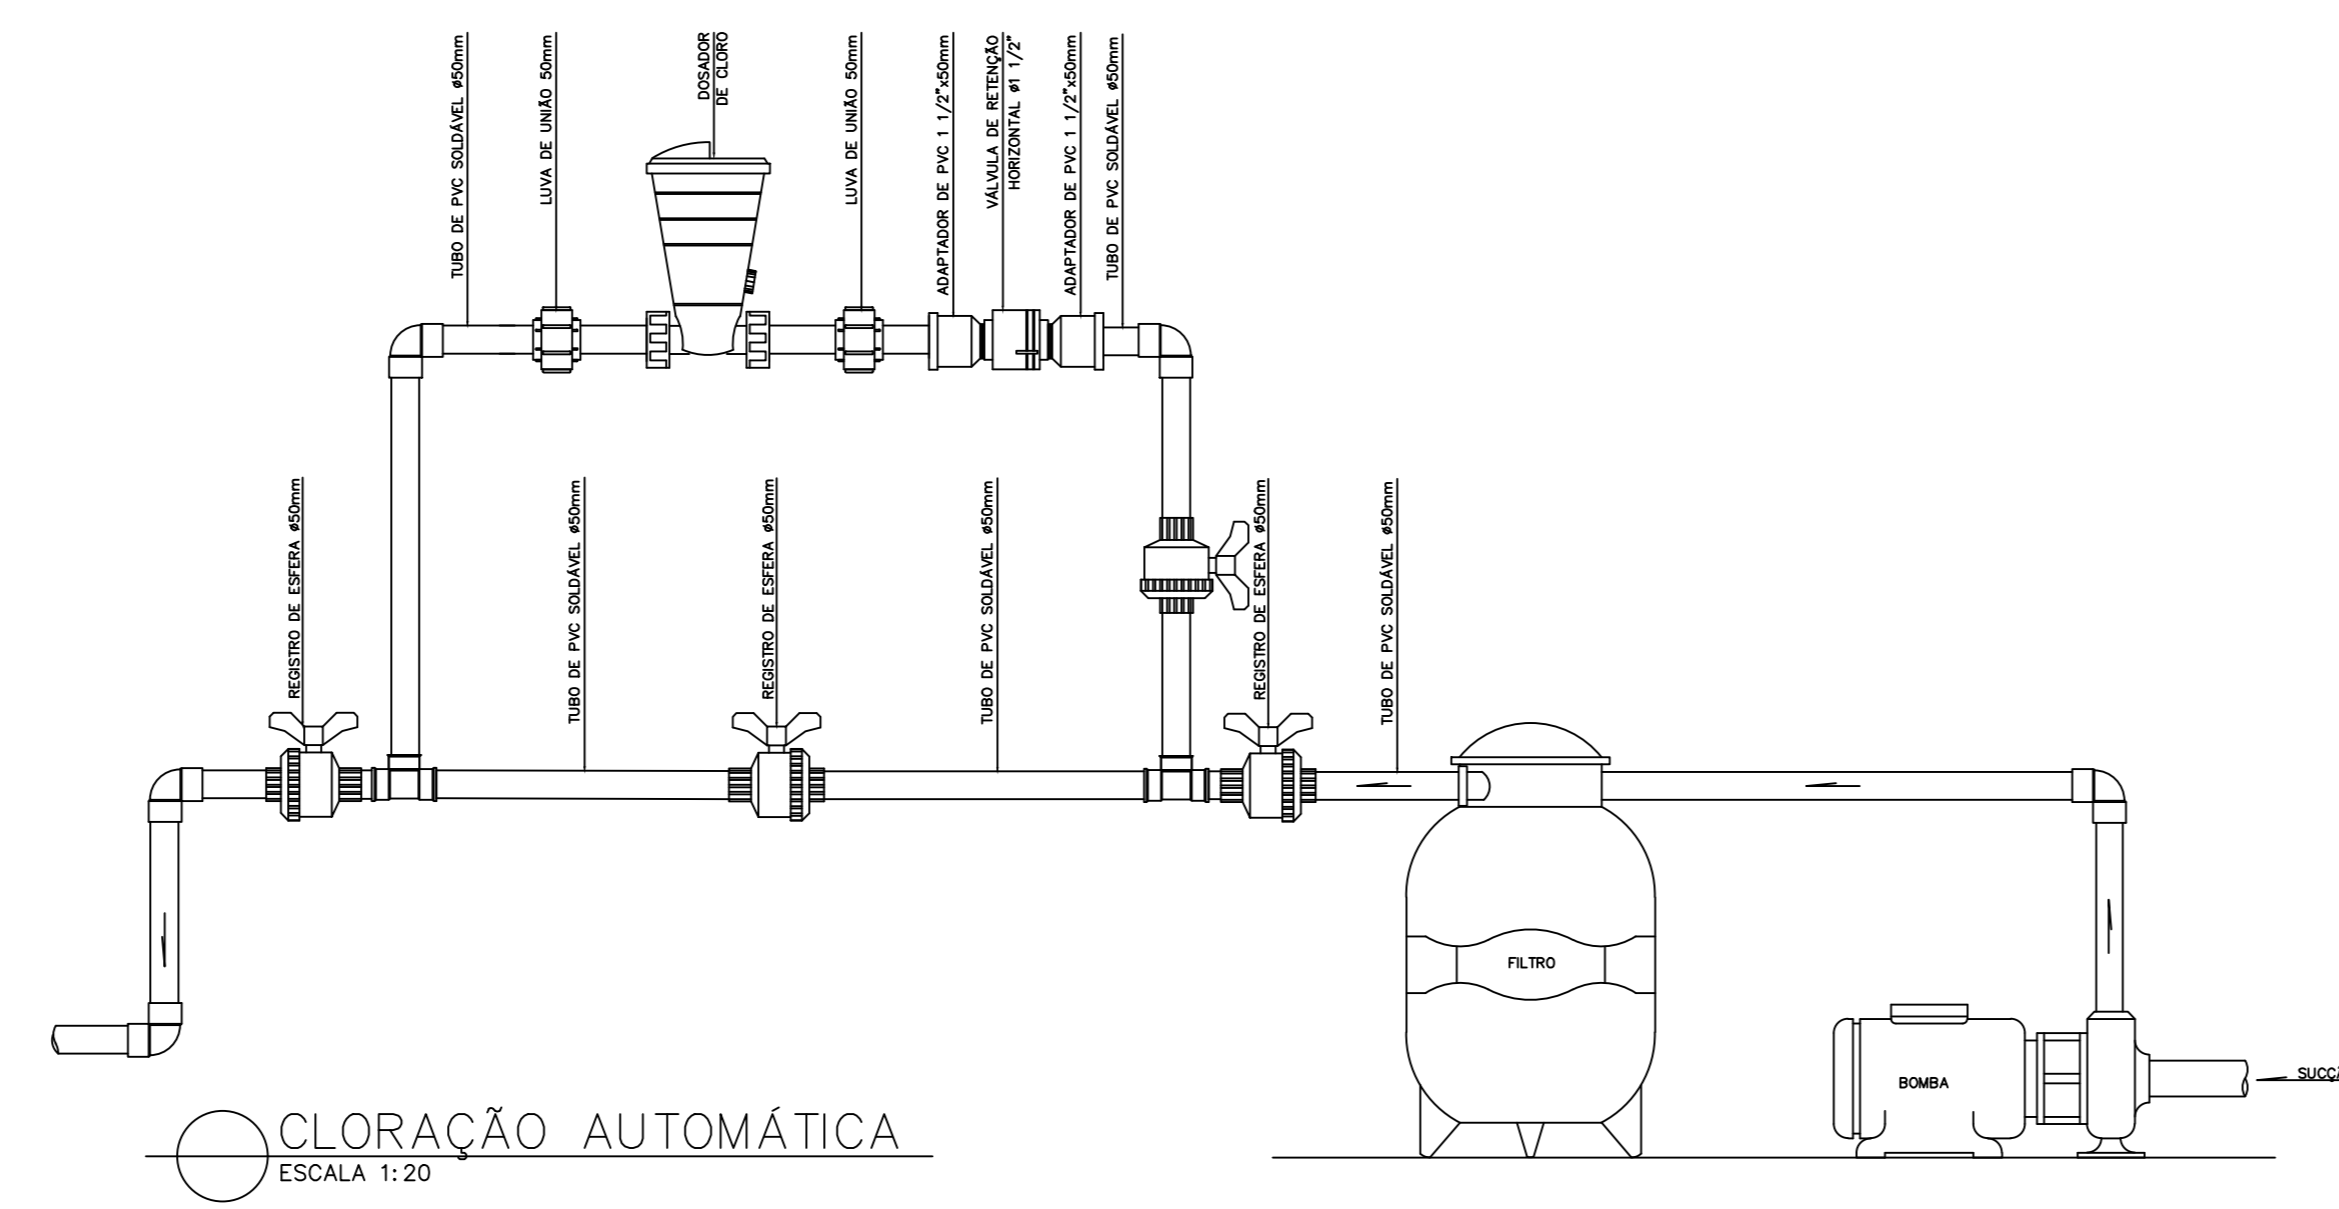 TUBO DE PVC SOLDÁVEL ø50mm
LUVA DE UNIÃO 50mm
DOSADOR
DE CLORO
LUVA DE UNIÃO 50mm
ADAPTADOR DE PVC 1 1/2"x50mm
VÁLVULA DE RETENÇÃO
HORIZONTAL ø1 1/2"
ADAPTADOR DE PVC 1 1/2"x50mm
TUBO DE PVC SOLDÁVEL ø50mm
REGISTRO DE ESFERA ø50mm
TUBO DE PVC SOLDÁVEL ø50mm
REGISTRO DE ESFERA ø50mm
TUBO DE PVC SOLDÁVEL ø50mm
REGISTRO DE ESFERA ø50mm
TUBO DE PVC SOLDÁVEL ø50mm
FILTRO
BOMBA
CLORAÇÃO AUTOMÁTICA
ESCALA 1:20